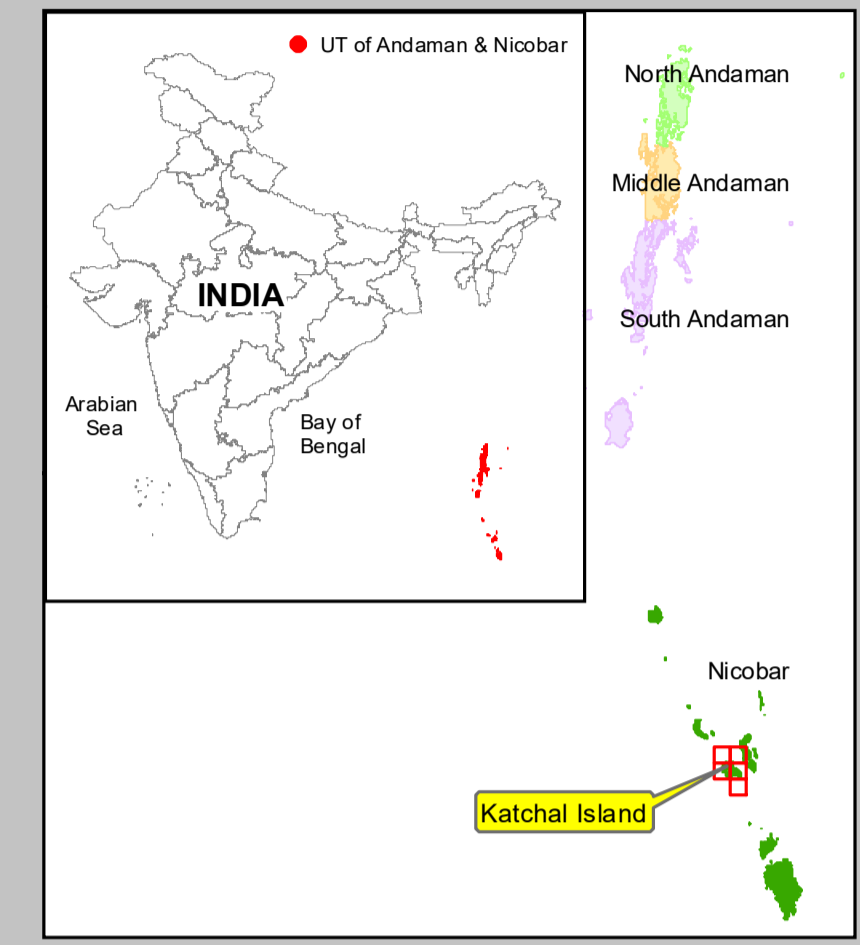 UT of Andaman & Nicobar
INDIA
Arabian
Sea
Bay of
Bengal
North Andaman
Middle Andaman
South Andaman
Nicobar
Katchal Island